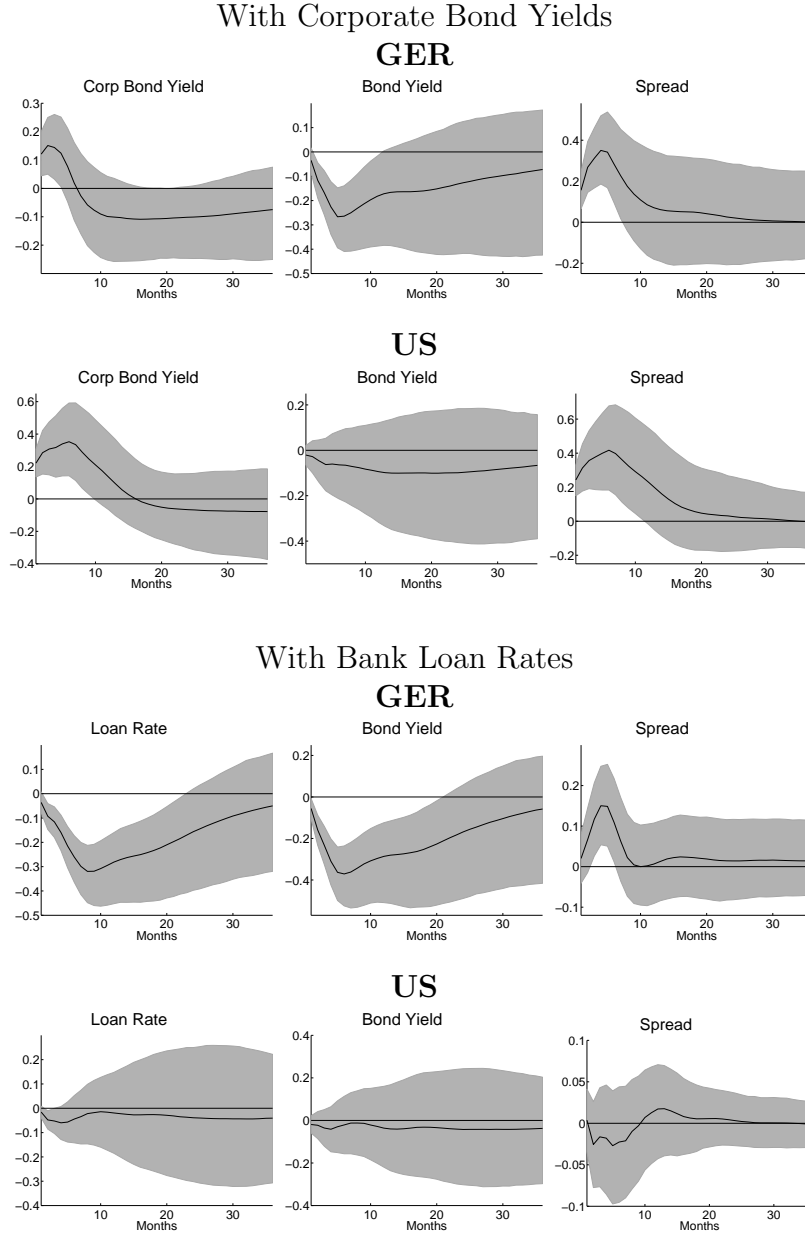 With Corporate Bond Yields
GER
Corp Bond Yield Bond Yield Spread
0.3
0.2
0.1
0
−0.1
−0.2
10 20 30
Months
0.1
0
−0.1
−0.2
−0.3
−0.4
−0.5
10 20 30
Months
0.4
0.2
0
−0.2
10 20 30
Months
US
Corp Bond Yield Bond Yield Spread
0.6
0.4
0.2
0
−0.2
−0.4
10 20 30
Months
0.2
0
−0.2
−0.4
10 20 30
Months
0.6
0.4
0.2
0
−0.2
10 20 30
Months
With Bank Loan Rates
GER
Loan Rate Bond Yield Spread
0.1
0
−0.1
−0.2
−0.3
−0.4
−0.5
10 20 30
Months
0.2
0
−0.2
−0.4
10 20 30
Months
0.2
0.1
0
−0.1
10 20 30
Months
US
Loan Rate Bond Yield Spread
0.2
0.1
0
−0.1
−0.2
−0.3
−0.4
10 20 30
Months
0.4
0.2
0
−0.2
−0.4
10 20 30
Months
0.1
0.05
0
−0.05
−0.1
10 20 30
Months